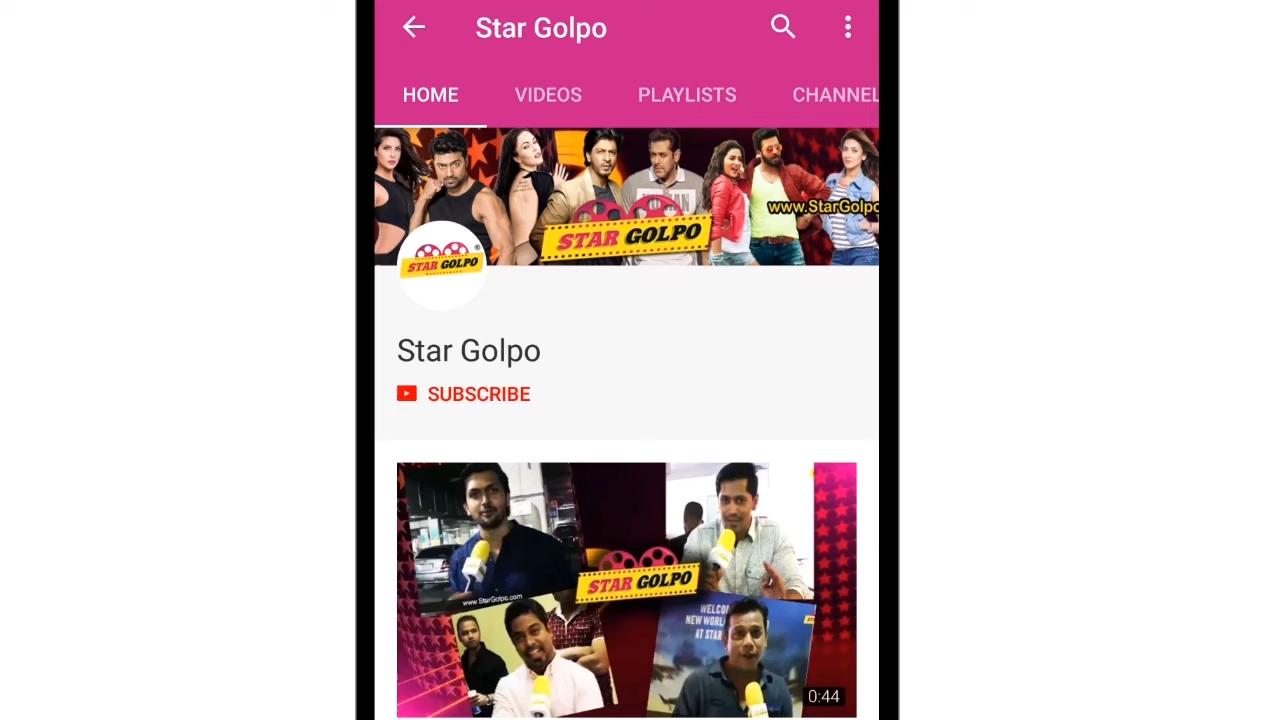 Star Golpo
HOME VIDEOS PLAYLISTS CHANNEL
www.StarGolpo
STAR GOLPO
STAR GOLPO
Star Golpo
SUBSCRIBE
STAR GOLPO
www.StarGolpo.com
WELCO
NEW WORL
AT STAR
0:44